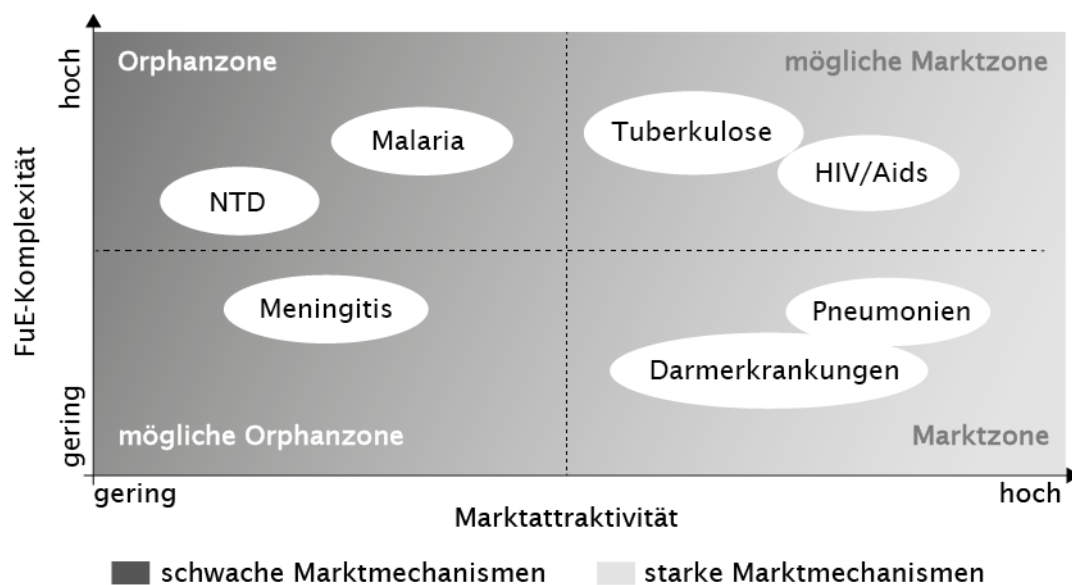 hoch
Orphanzone
mögliche Marktzone
Malaria
Tuberkulose
HIV/Aids
NTD
FuE-Komplexität
Meningitis
Pneumonien
Darmerkrankungen
gering
mögliche Orphanzone
Marktzone
gering
hoch
Marktattraktivität
schwache Marktmechanismen
starke Marktmechanismen